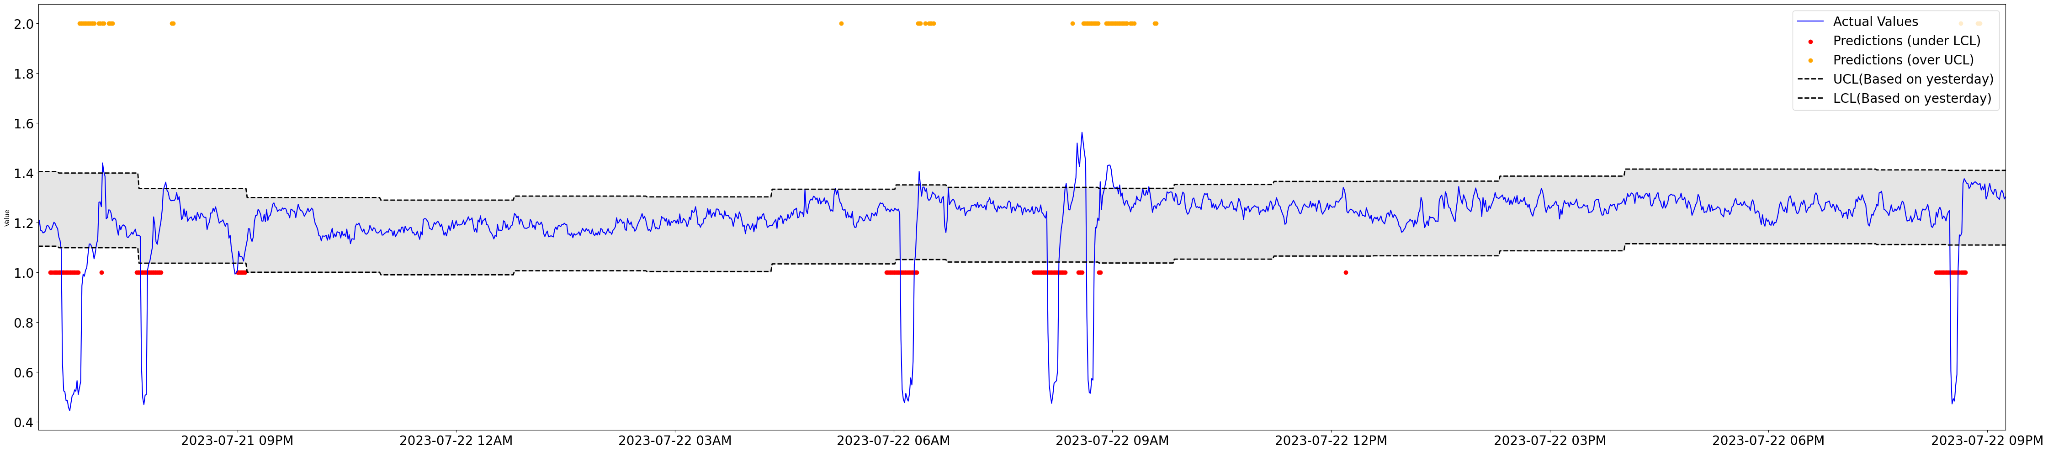 2.0
1.8
1.6
1.4
1.2
1.0
0.8
0.6
0.4
value
Actual Values
Predictions (under LCL)
Predictions (over UCL)
UCL(Based on yesterday)
LCL(Based on yesterday)
2023-07-21 09PM 2023-07-22 12AM 2023-07-22 03AM 2023-07-22 06AM 2023-07-22 09AM 2023-07-22 12PM 2023-07-22 03PM 2023-07-22 06PM 2023-07-22 09PM